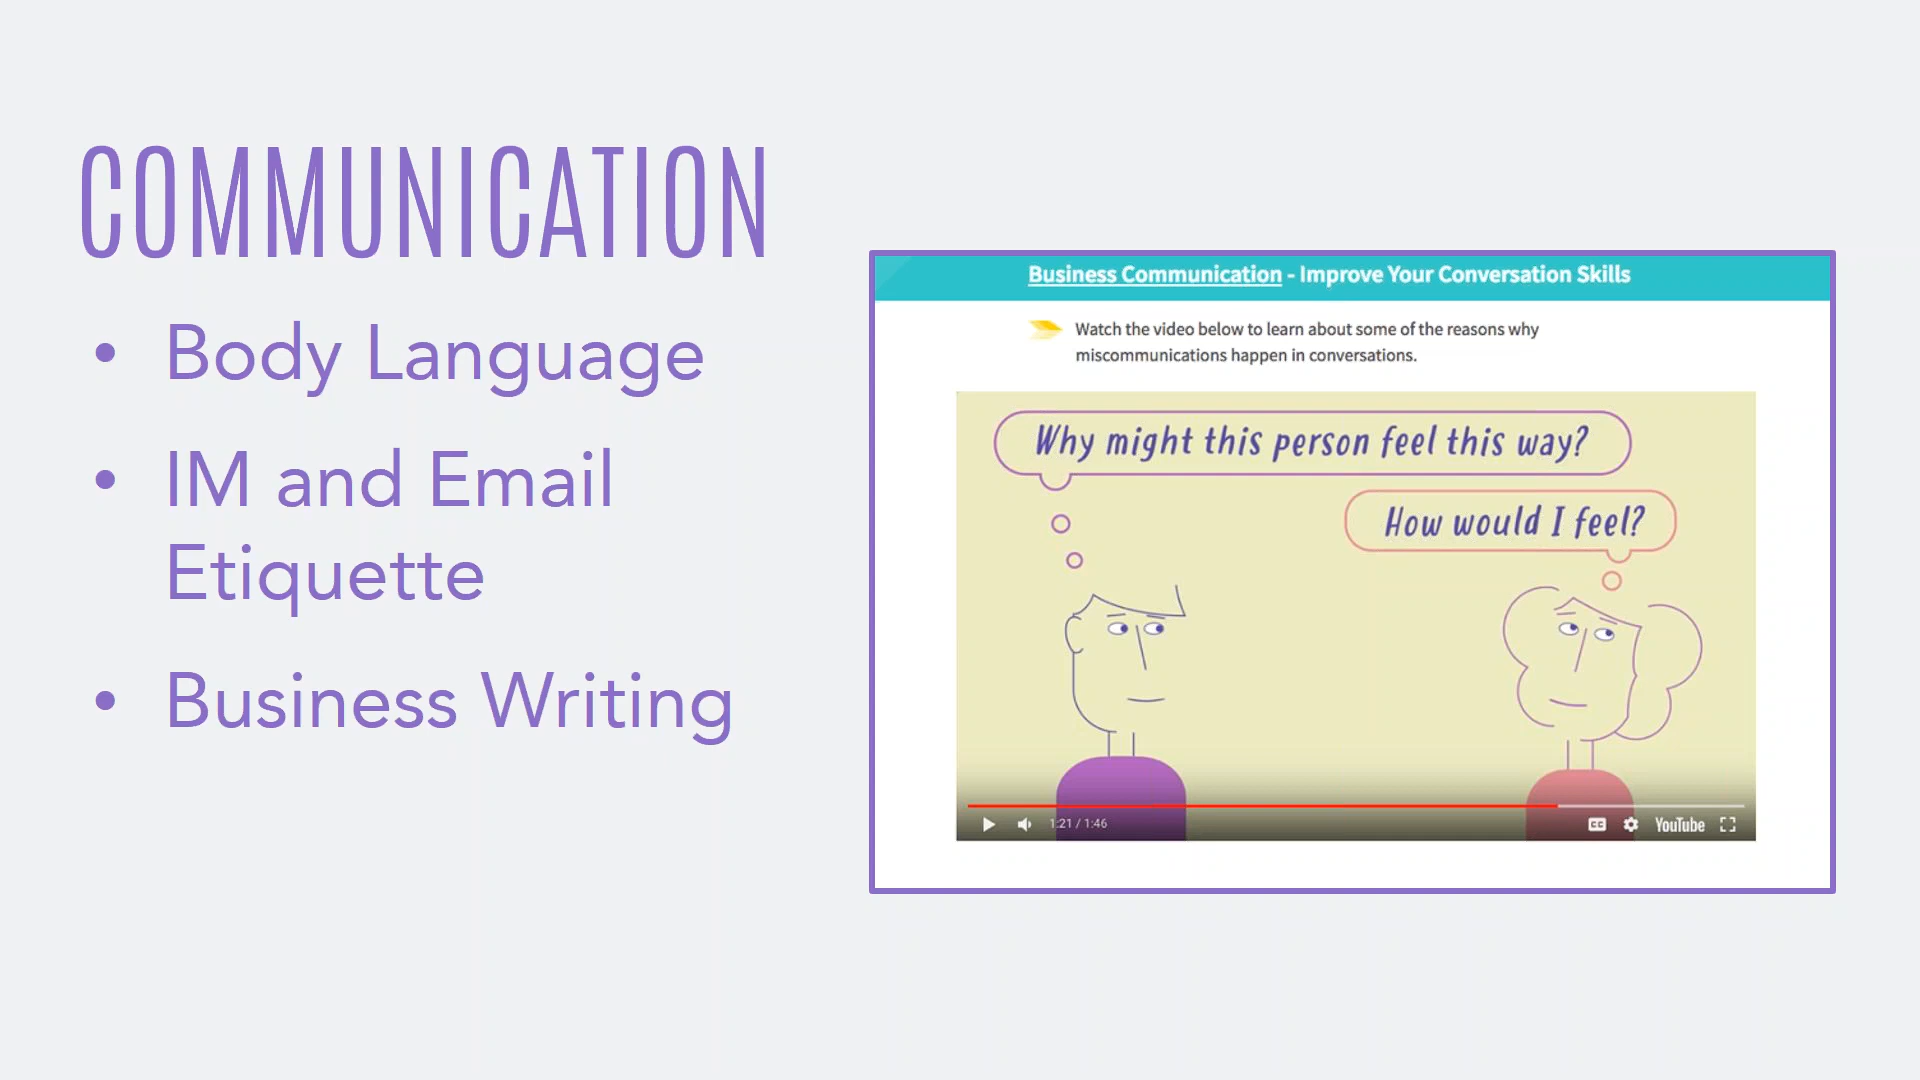 COMMUNICATION
• Body Language
• IM and Email
Etiquette
• Business Writing
Business Communication - Improve Your Conversation Skills
Watch the video below to learn about some of the reasons why
miscommunications happen in conversations.
Why might this person feel this way?
How would I feel?
1:21 / 1:46
CC
YouTube